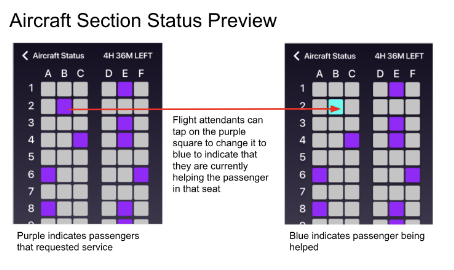 Aircraft Section Status Preview
Aircraft Status 4H 36M LEFT
A B C D E F
1
2
3
4
5
6
7
8
Flight attendants can
tap on the purple
square to change it to
blue to indicate that
they are currently
helping the passenger
in that seat
Aircraft Status 4H 36M LEFT
A B C D E F
1
2
3
4
5
6
7
8
Purple indicates passengers
that requested service
Blue indicates passenger being
helped